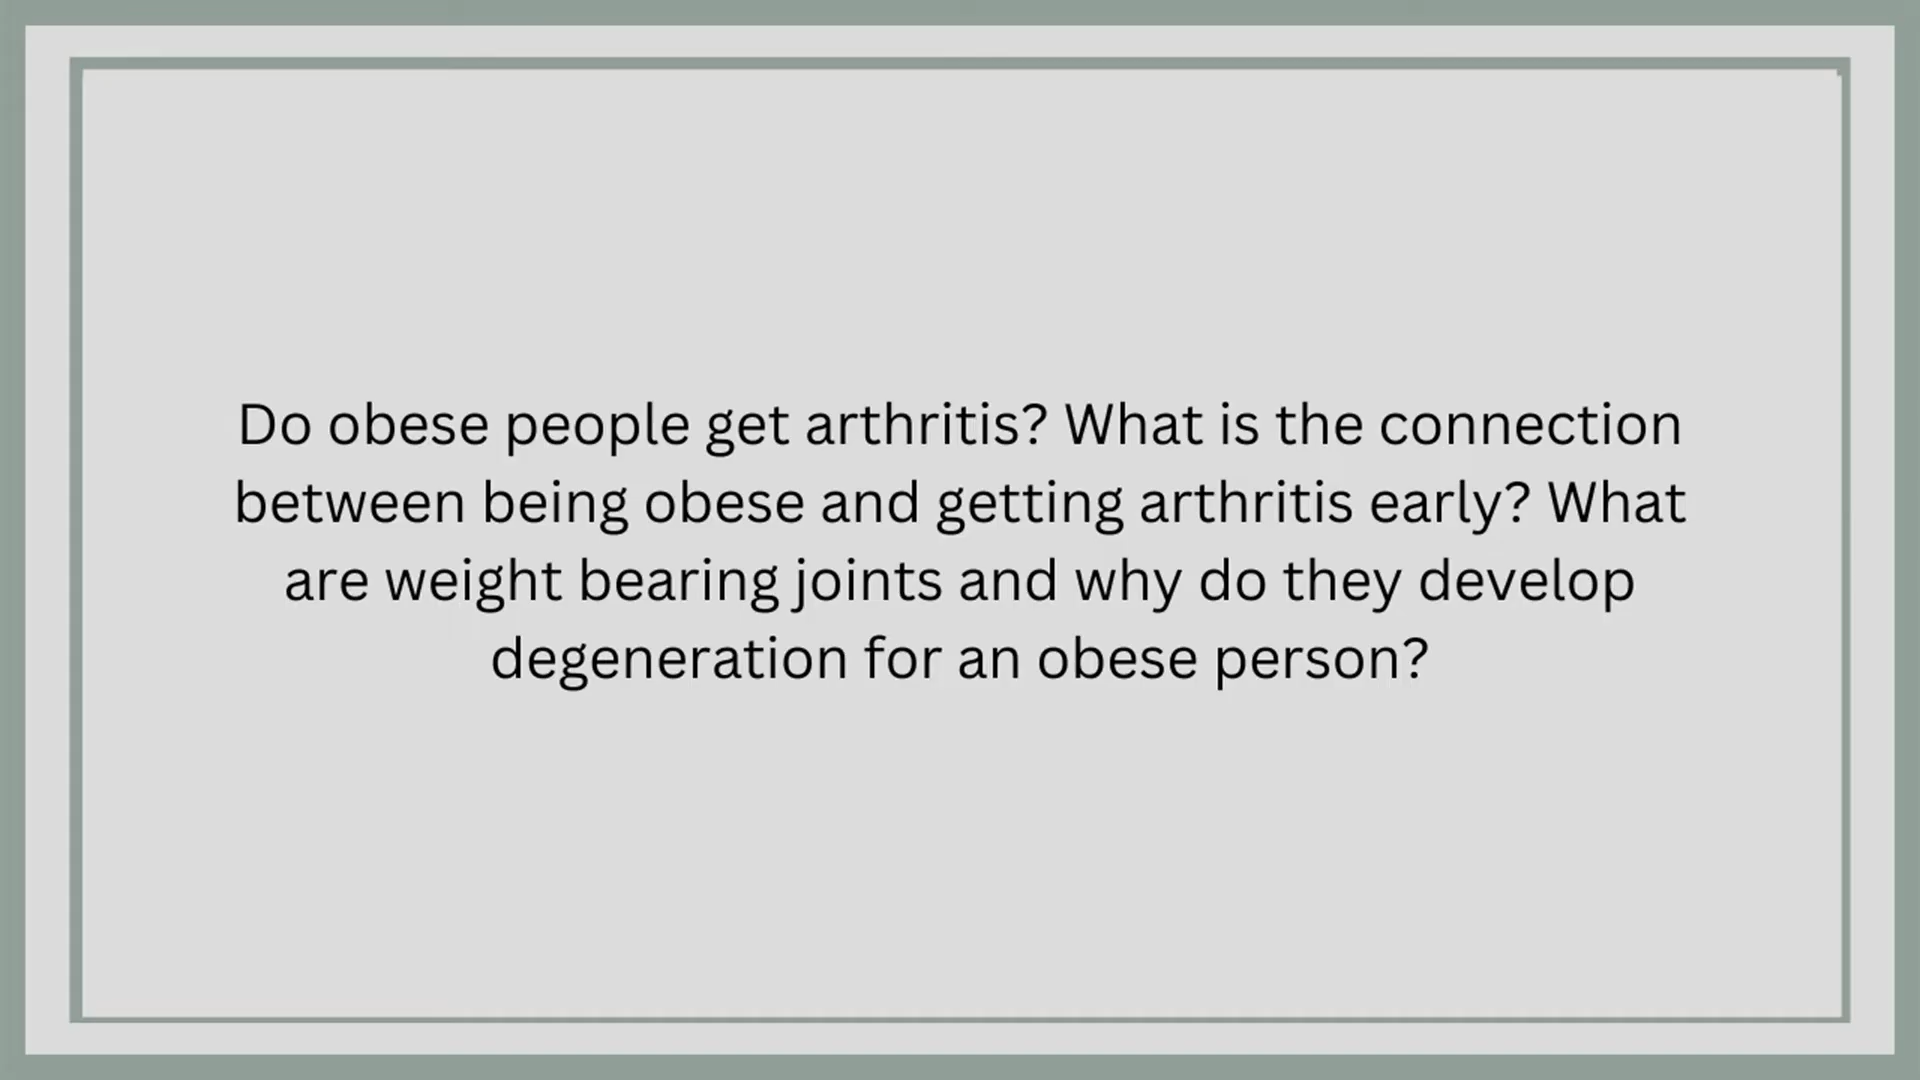 Do obese people get arthritis? What is the connection
between being obese and getting arthritis early? What
are weight bearing joints and why do they develop
degeneration for an obese person?